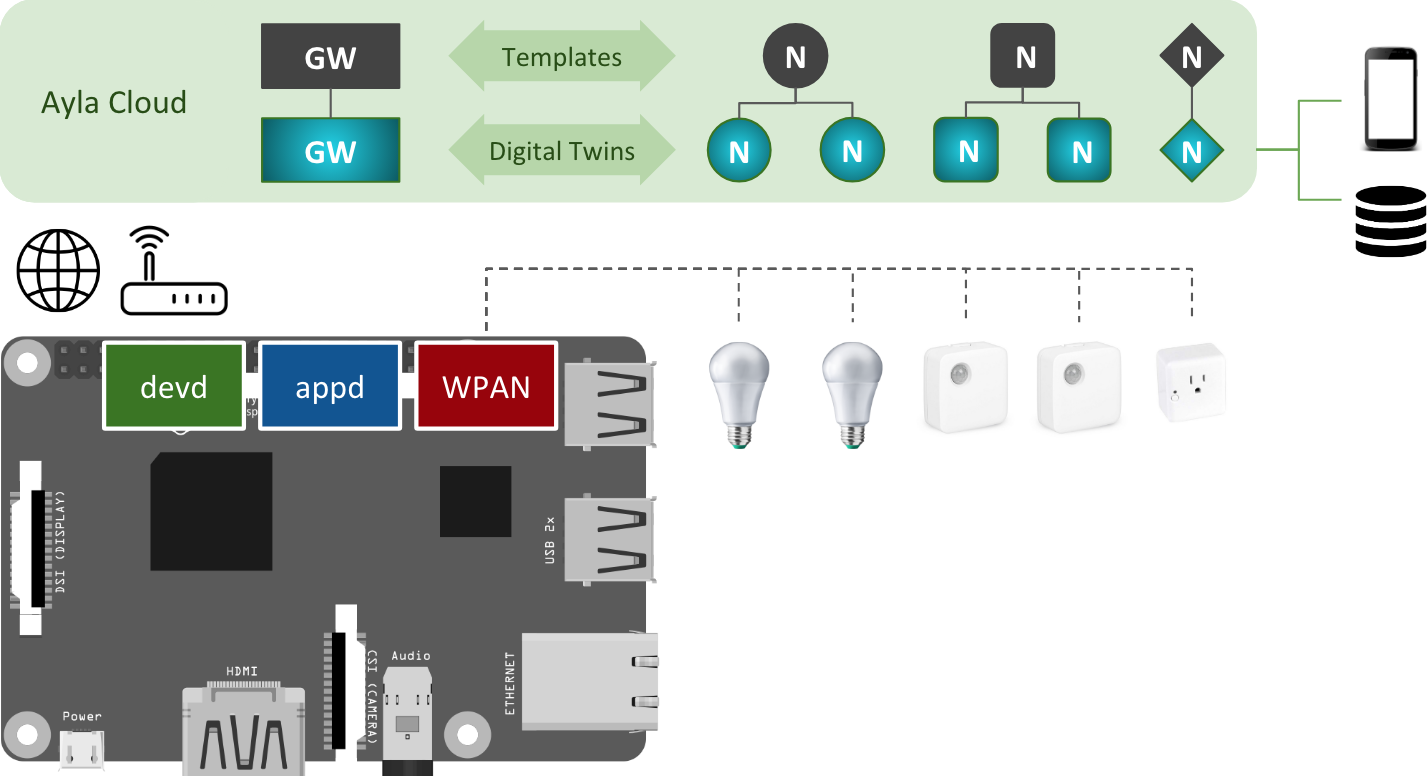 Ayla Cloud
GW
Templates
N
N
N
GW
Digital Twins
N
N
N
N
N
devd
appd
WPAN
DSI (DISPLAY)
USB 2x
HDMI
CSI (CAMERA)
Audio
ETHERNET
Power